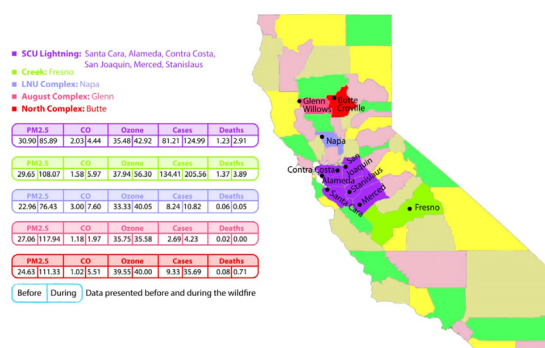 SCU Lightning: Santa Cara, Alameda, Contra Costa,
San Joaquin, Merced, Stanislaus
Creek: Fresno
LNU Complex: Napa
August Complex: Glenn
North Complex: Butte
PM2.5 CO Ozone Cases Deaths
30.90 85.89 2.03 4.44 35.48 42.92 81.21 124.99 1.23 2.91
PM2.5 CO Ozone Cases Deaths
29.65 108.07 1.58 5.97 37.94 56.30 134.41 205.56 1.37 3.89
PM2.5 CO Ozone Cases Deaths
22.96 76.43 3.00 7.60 33.33 40.05 8.24 10.82 0.06 0.05
PM2.5 CO Ozone Cases Deaths
27.06 117.94 1.18 1.97 35.75 35.58 2.69 4.23 0.02 0.00
PM2.5 CO Ozone Cases Deaths
24.63 111.33 1.02 5.51 39.55 40.00 9.33 35.69 0.08 0.71
Before During Data presented before and during the wildfire
Glenn
Willows
Butte
Croville
Napa
San
Joaquin
Contra Costa
Alameda
Stanislaus
Santa Cara
Merced
Fresno